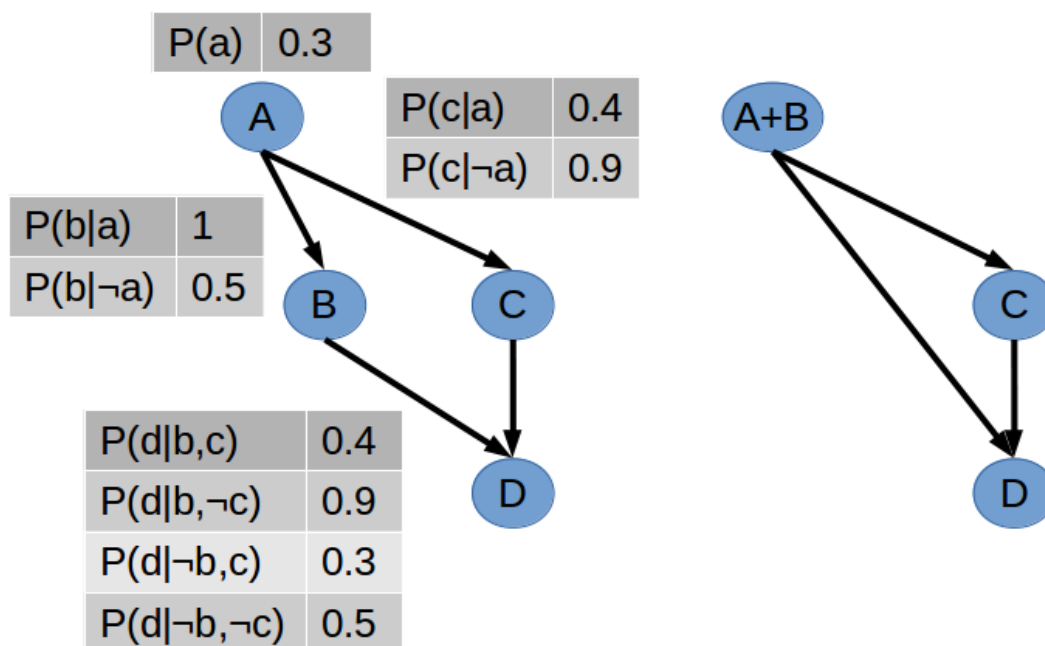 P(a) 0.3
A
P(c|a) 0.4
P(c|¬a) 0.9
A+B
P(b|a) 1
P(b|¬a) 0.5
B
C
C
P(d|b,c) 0.4
P(d|b,¬c) 0.9
P(d|¬b,c) 0.3
P(d|¬b,¬c) 0.5
D
D